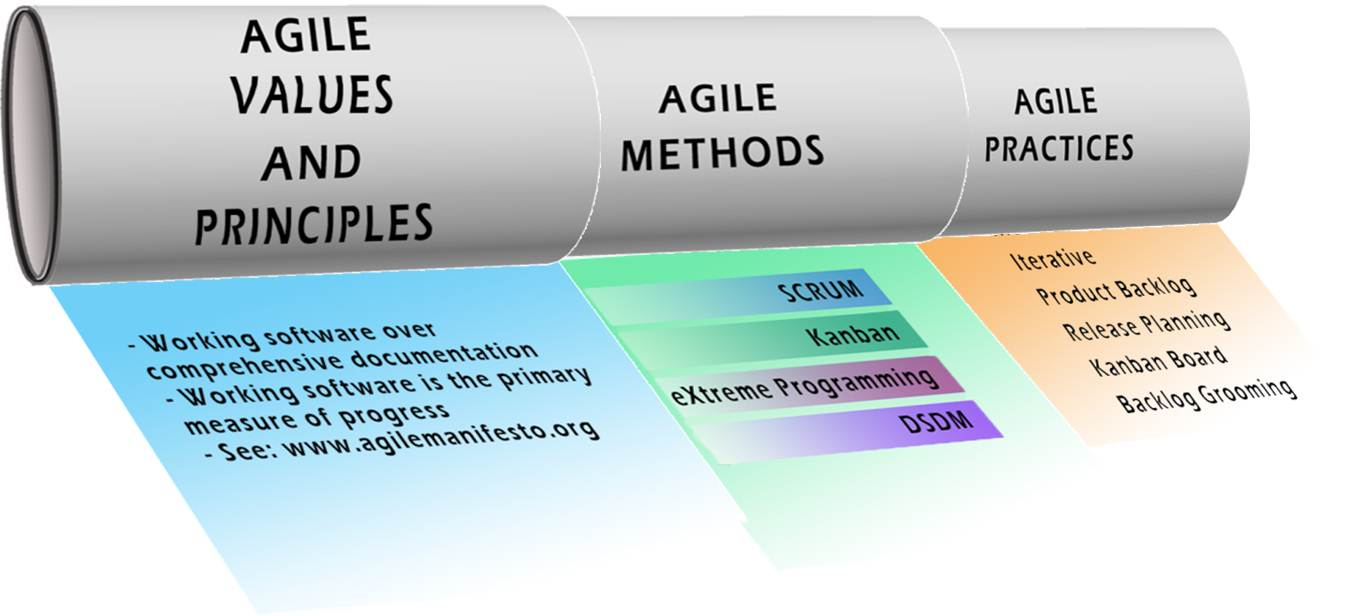 AGILE
VALUES
AND
PRINCIPLES
- Working software over
comprehensive documentation
- Working software is the primary
measure of progress
- See: www.agilemanifesto.org
AGILE
METHODS
SCRUM
Kanban
eXtreme Programming
DSDM
AGILE
PRACTICES
Iterative
Product Backlog
Release Planning
Kanban Board
Backlog Grooming